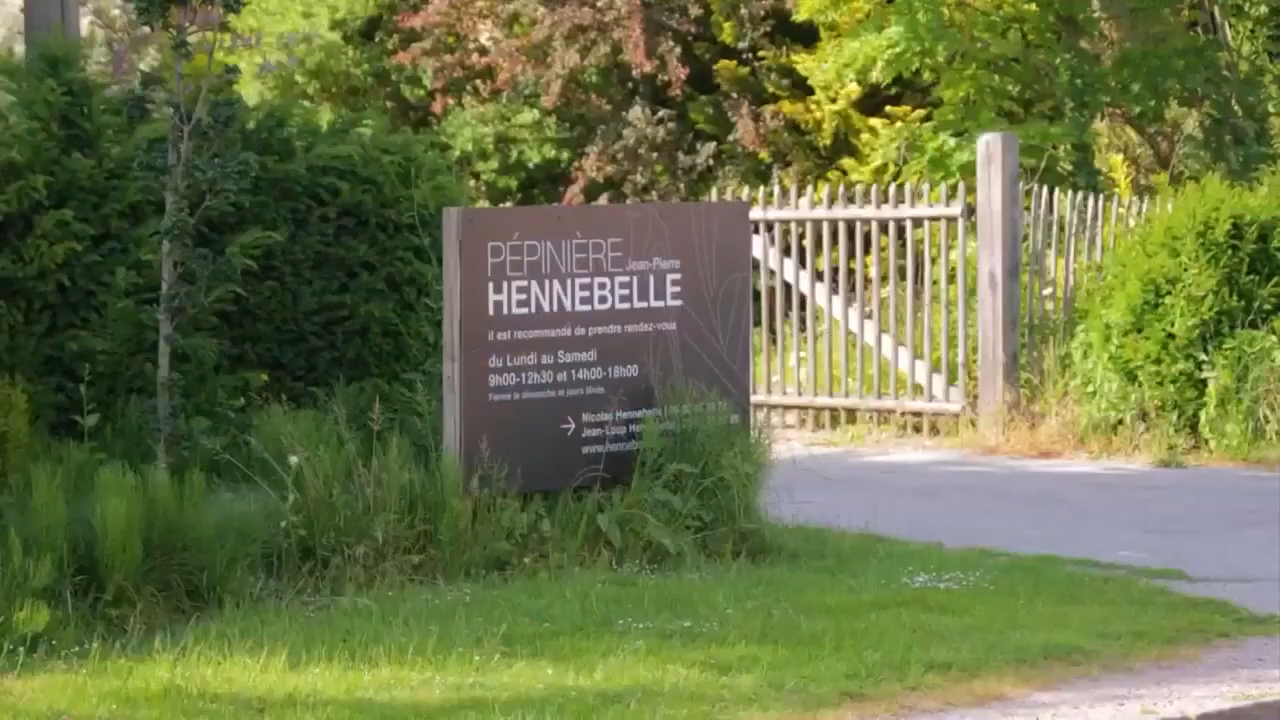 PÉPINIÈRE
Jean-Pierre
HENNEBELLE
il est recommandé de prendre rendez-vous
du Lundi au Samedi
9h00-12h30 et 14h00-18h00
Fermé le dimanche et jours fériés
Nicolas Hennebelle |
Jean-Loup